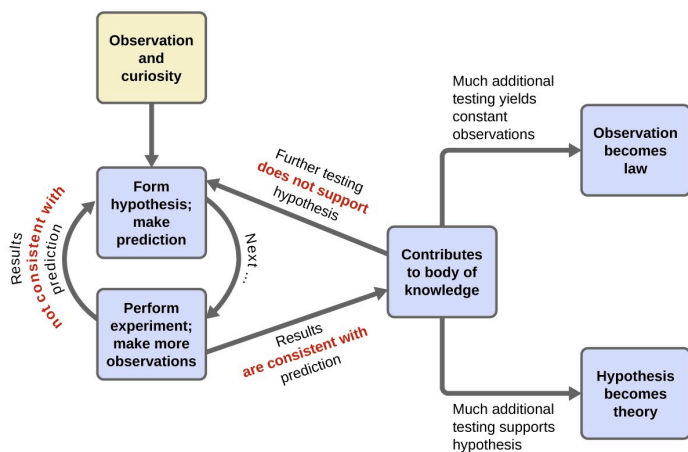 Observation
and
curiosity
Form
hypothesis;
make
prediction
Next ...
Results
not consistent with
prediction
Perform
experiment;
make more
observations
Further testing
does not support
hypothesis
Results
are consistent with
prediction
Contributes
to body of
knowledge
Much additional
testing yields
constant
observations
Observation
becomes
law
Much additional
testing supports
hypothesis
Hypothesis
becomes
theory